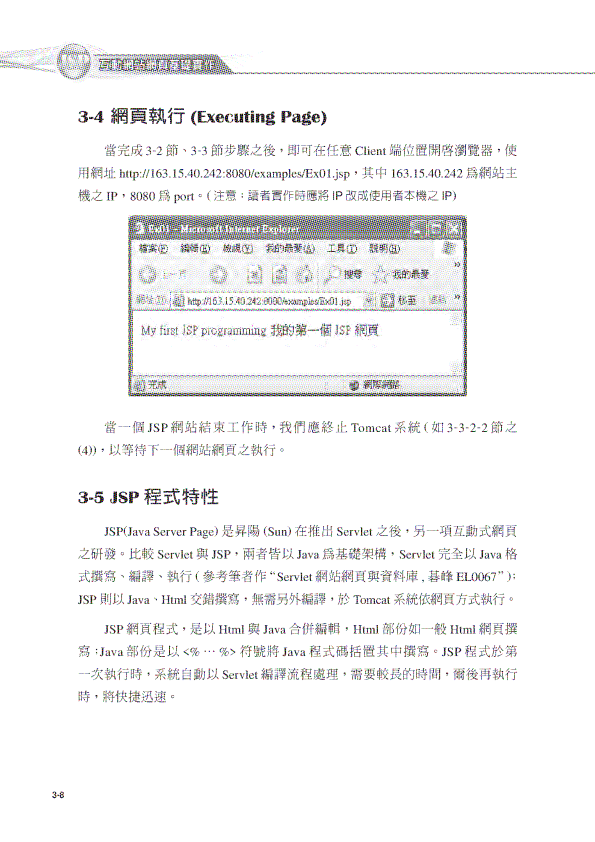 互動網站網頁程設實作
3-4 網頁執行 (Executing Page)
當完成 3-2 節、3-3 節步驟之後，即可在任意 Client 端位置開啓瀏覽器，使
用網址 http://163.15.40.242:8080/examples/Ex01.jsp，其中 163.15.40.242 爲網站主
機之 IP，8080 爲 port。( 注意：讀者實作時應將 IP 改成使用者本機之 IP)
Ex01 - Microsoft Internet Explorer
檔案(F) 編輯(E) 檢視(V) 我的最愛(A) 工具(T) 說明(H)
上一頁 搜尋 我的最愛
網址(D) http://163.15.40.242:8080/examples/Ex01.jsp 移至 連結
My first JSP programming 我的第一個 JSP 網頁
完成 網際網路
當一個 JSP 網站結束工作時，我們應終止 Tomcat 系統 ( 如 3-3-2-2 節之
(4))，以等待下一個網站網頁之執行。
3-5 JSP 程式特性
JSP(Java Server Page) 是昇陽 (Sun) 在推出 Servlet 之後，另一項互動式網頁
之研發。比較 Servlet 與 JSP，兩者皆以 Java 爲基礎架構，Servlet 完全以 Java 格
式撰寫、編譯、執行 ( 參考筆者作 “Servlet 網站網頁與資料庫 , 碁峰 EL0067” )；
JSP 則以 Java、Html 交錯撰寫，無需另外編譯，於 Tomcat 系統依網頁方式執行。
JSP 網頁程式，是以 Html 與 Java 合併編輯，Html 部份如一般 Html 網頁撰
寫；Java 部份是以 <% … %> 符號將 Java 程式碼括置其中撰寫。JSP 程式於第
一次執行時，系統自動以 Servlet 編譯流程處理，需要較長的時間，爾後再執行
時，將快捷迅速。
3-8